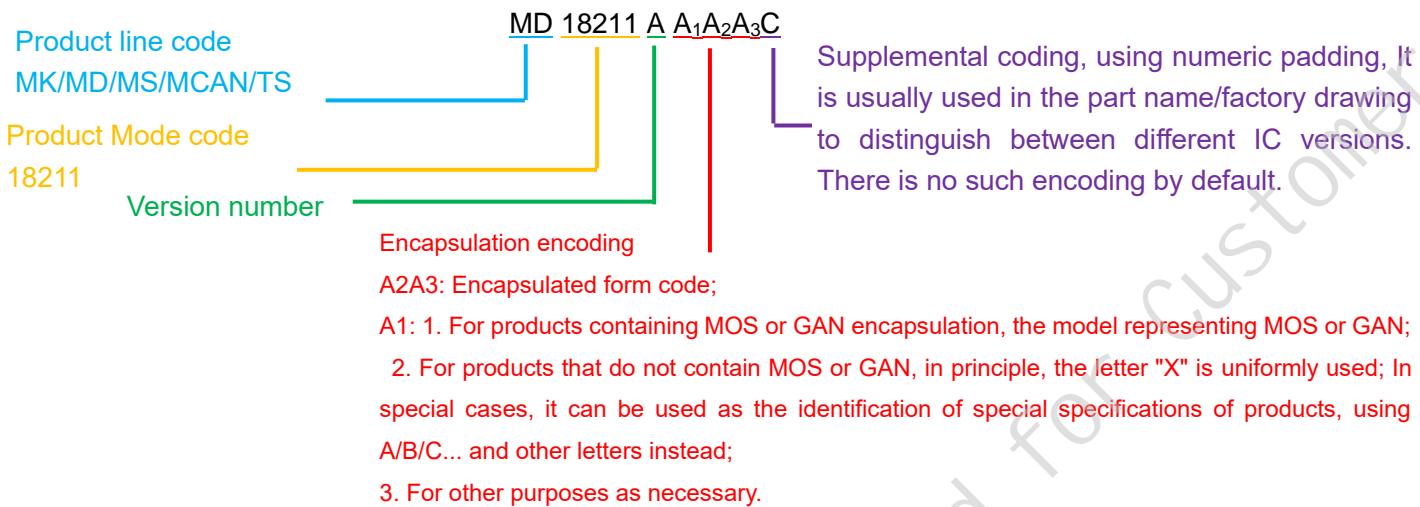 MD 18211 A A₁A₂A₃C
Product line code
MK/MD/MS/MCAN/TS
Product Mode code
18211
Version number
Supplemental coding, using numeric padding, It
is usually used in the part name/factory drawing
to distinguish between different IC versions.
There is no such encoding by default.
Encapsulation encoding
A2A3: Encapsulated form code;
A1: 1. For products containing MOS or GAN encapsulation, the model representing MOS or GAN;
2. For products that do not contain MOS or GAN, in principle, the letter "X" is uniformly used; In
special cases, it can be used as the identification of special specifications of products, using
A/B/C... and other letters instead;
3. For other purposes as necessary.
for Customer